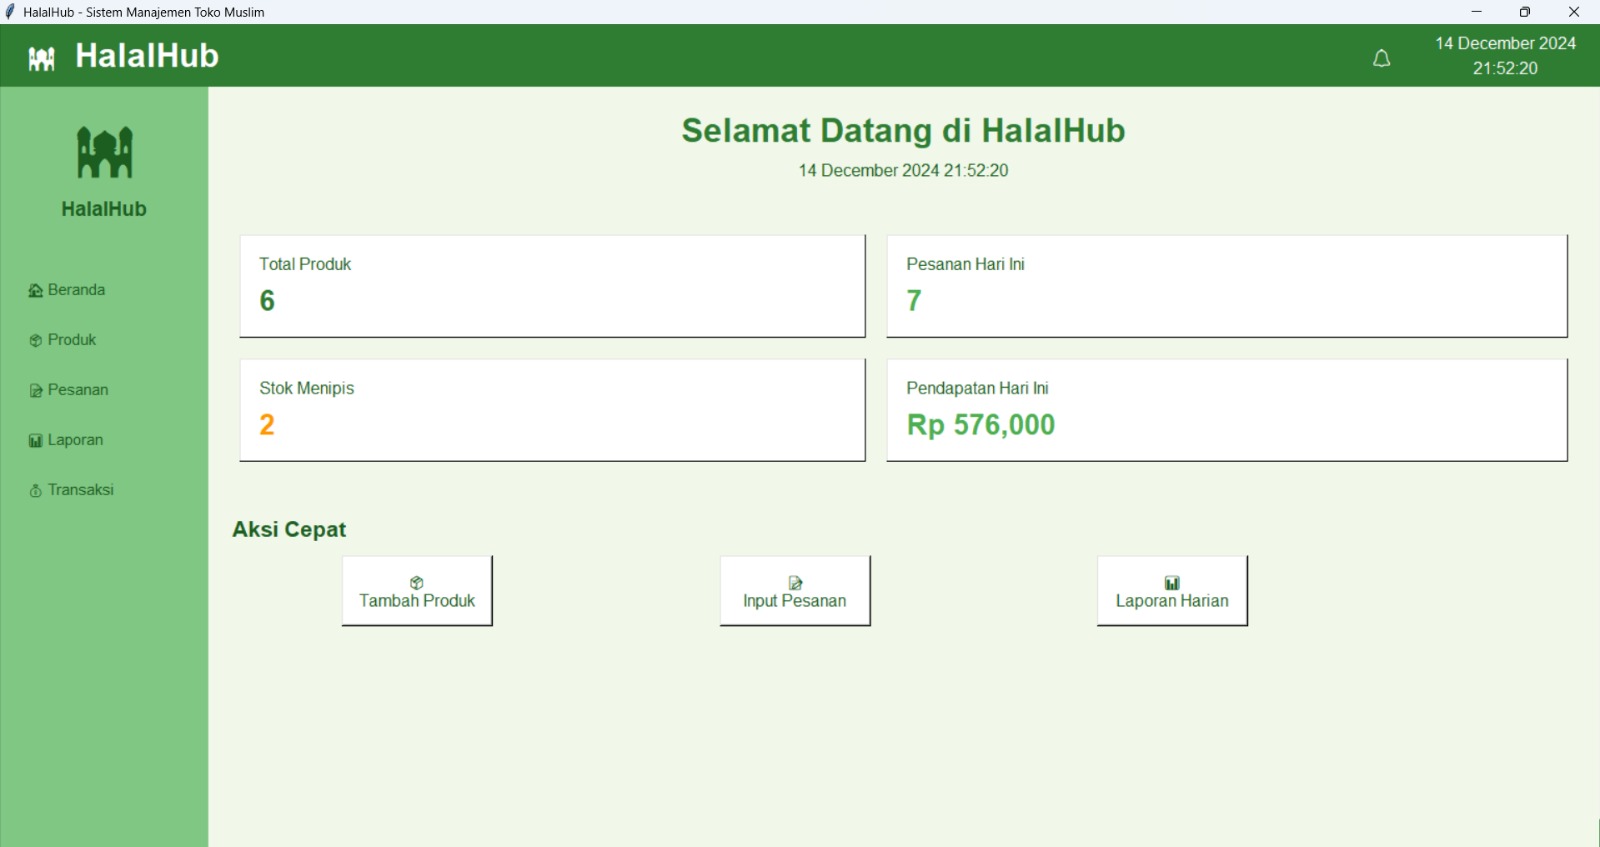 HalalHub - Sistem Manajemen Toko Muslim
HalalHub
14 December 2024
21:52:20
HalalHub
Beranda
Produk
Pesanan
Laporan
Transaksi
Selamat Datang di HalalHub
14 December 2024 21:52:20
Total Produk
6
Pesanan Hari Ini
7
Stok Menipis
2
Pendapatan Hari Ini
Rp 576,000
Aksi Cepat
Tambah Produk
Input Pesanan
Laporan Harian